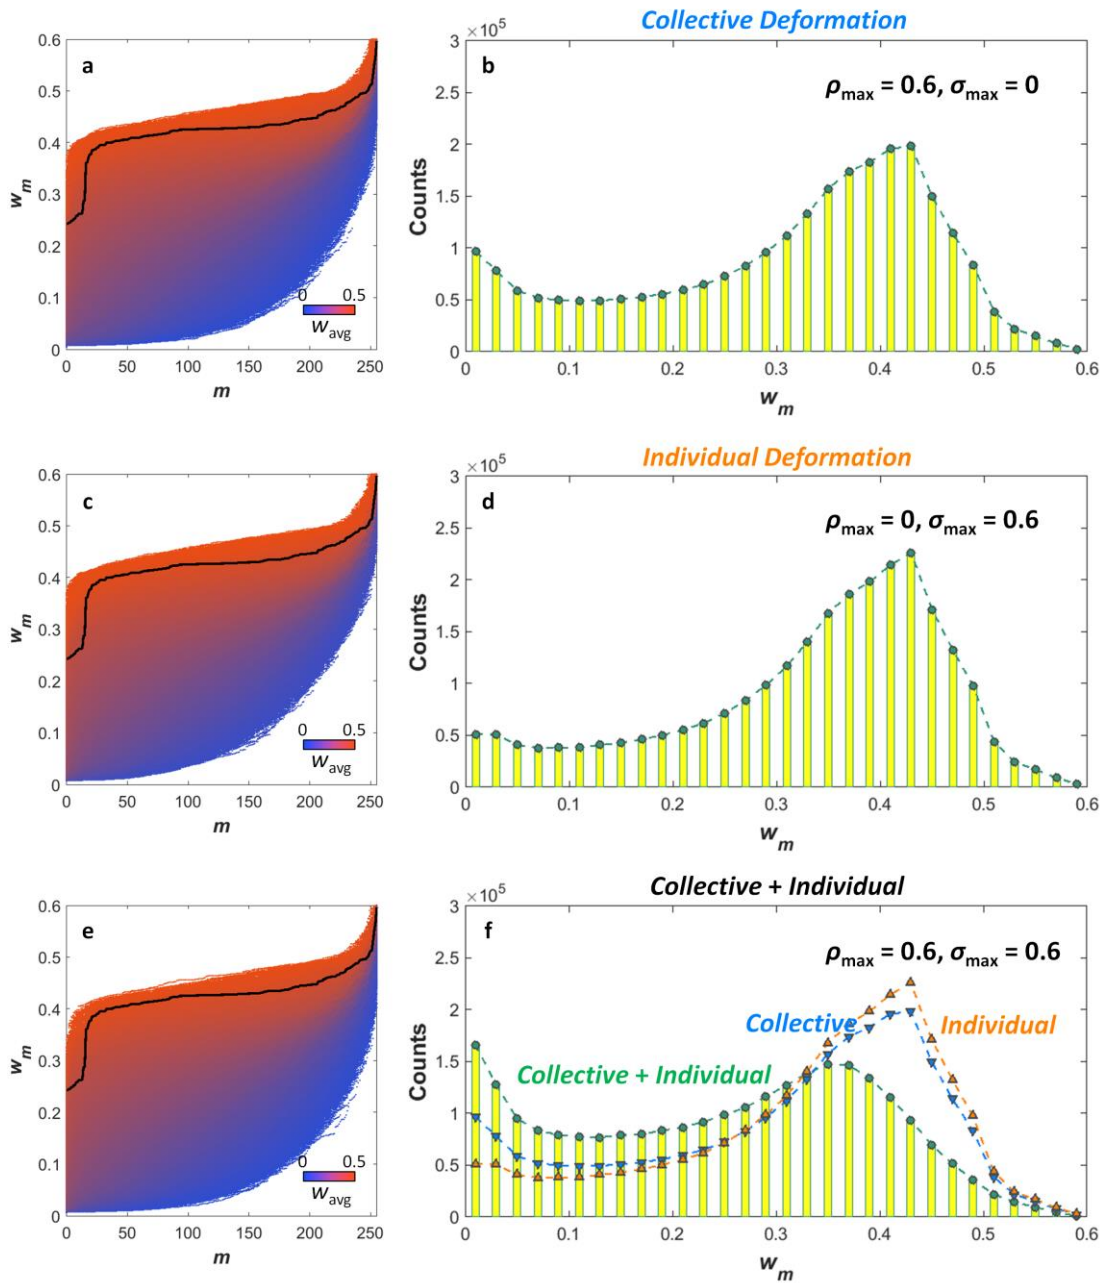 Collective Deformation
a
0.6
0.5
0.4
0.3
0.2
0.1
0
w_m
0 0.5
w_avg
0 50 100 150 200 250
m
×10^5
b
ρ_max = 0.6, σ_max = 0
3
2.5
2
1.5
1
0.5
0
Counts
0 0.1 0.2 0.3 0.4 0.5 0.6
w_m
Individual Deformation
c
0.6
0.5
0.4
0.3
0.2
0.1
0
w_m
0 0.5
w_avg
0 50 100 150 200 250
m
×10^5
d
ρ_max = 0, σ_max = 0.6
3
2.5
2
1.5
1
0.5
0
Counts
0 0.1 0.2 0.3 0.4 0.5 0.6
w_m
Collective + Individual
e
0.6
0.5
0.4
0.3
0.2
0.1
0
w_m
0 0.5
w_avg
0 50 100 150 200 250
m
×10^5
f
ρ_max = 0.6, σ_max = 0.6
Collective
Individual
Collective + Individual
3
2.5
2
1.5
1
0.5
0
Counts
0 0.1 0.2 0.3 0.4 0.5 0.6
w_m